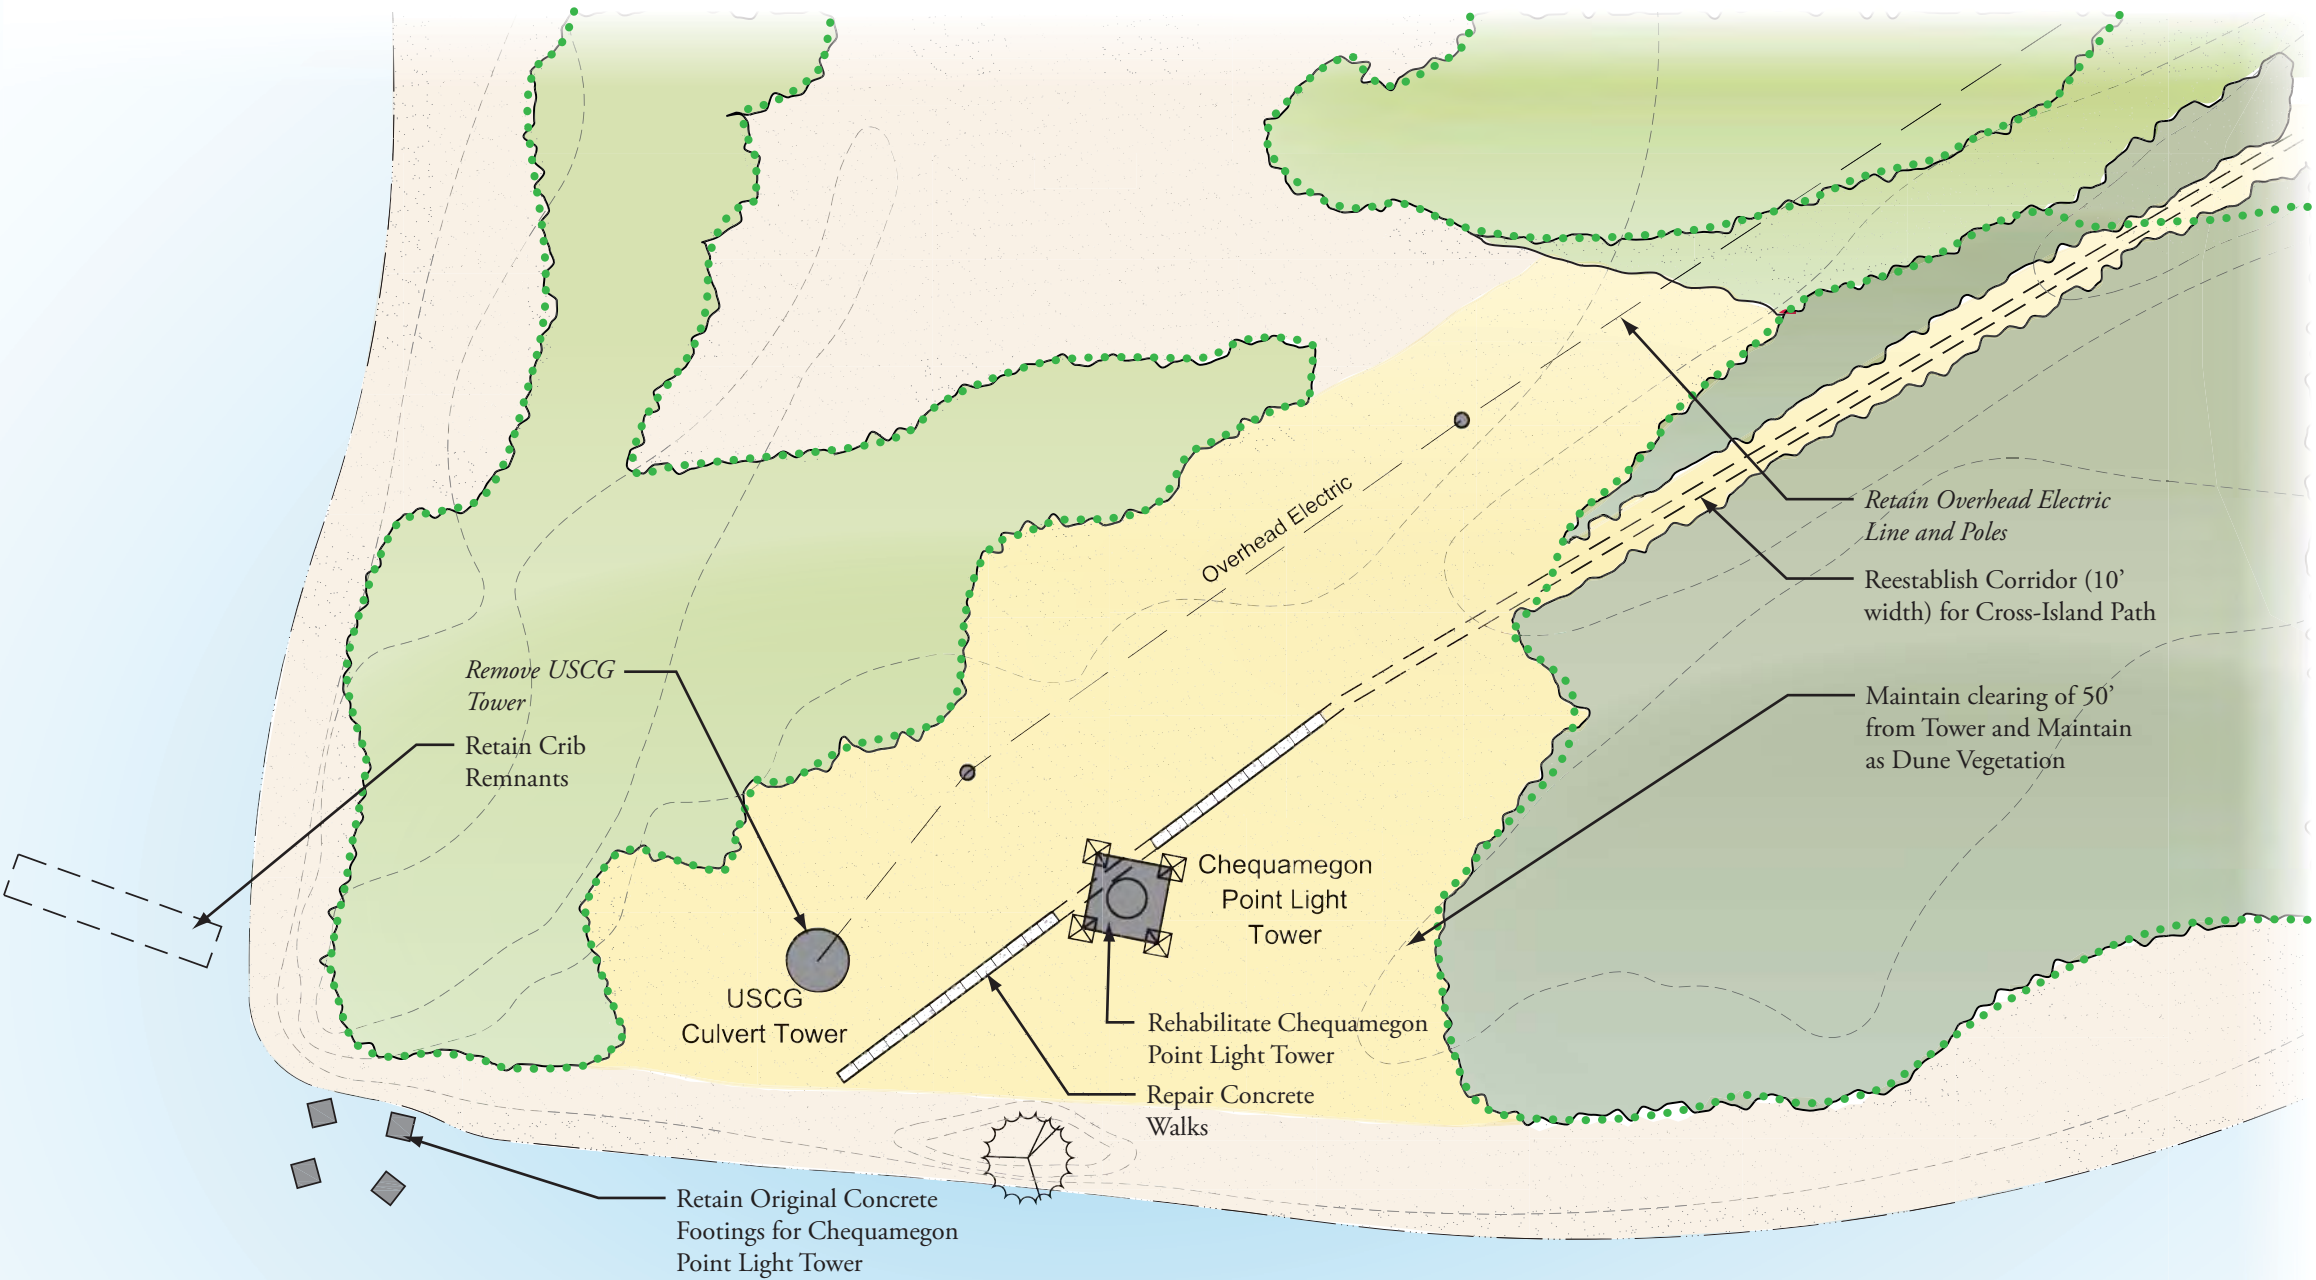 Overhead Electric
Retain Overhead Electric
Line and Poles
Reestablish Corridor (10’
width) for Cross-Island Path
Remove USCG
Tower
Retain Crib
Remnants
Maintain clearing of 50’
from Tower and Maintain
as Dune Vegetation
Chequamegon
Point Light
Tower
USCG
Culvert Tower
Rehabilitate Chequamegon
Point Light Tower
Repair Concrete
Walks
Retain Original Concrete
Footings for Chequamegon
Point Light Tower